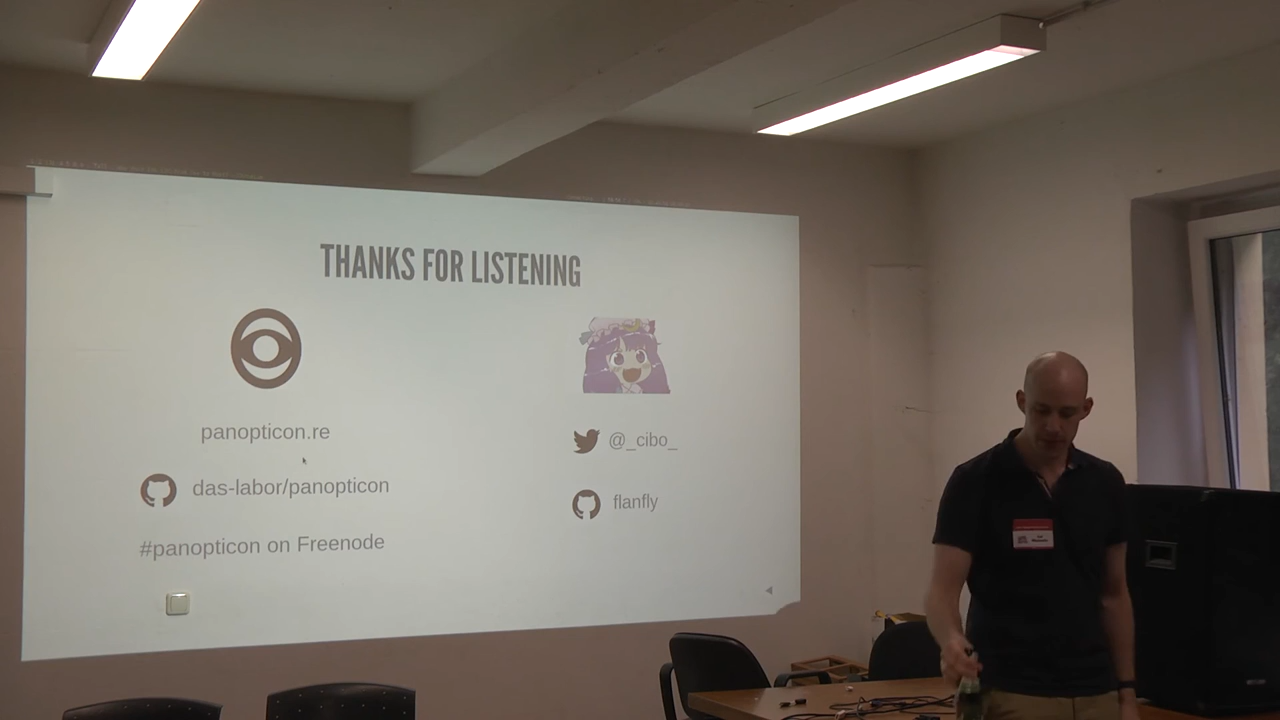 THANKS FOR LISTENING
panopticon.re
das-labor/panopticon
#panopticon on Freenode
@_cibo_
flanfly